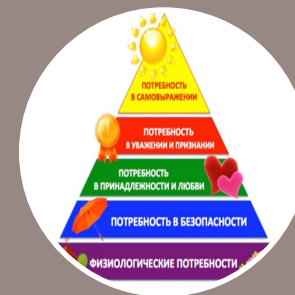 ПОТРЕБНОСТЬ
В САМОВЫРАЖЕНИИ
ПОТРЕБНОСТЬ
В УВАЖЕНИИ И ПРИЗНАНИИ
ПОТРЕБНОСТЬ
В ПРИНАДЛЕЖНОСТИ И ЛЮБВИ
ПОТРЕБНОСТЬ В БЕЗОПАСНОСТИ
ФИЗИОЛОГИЧЕСКИЕ ПОТРЕБНОСТИ